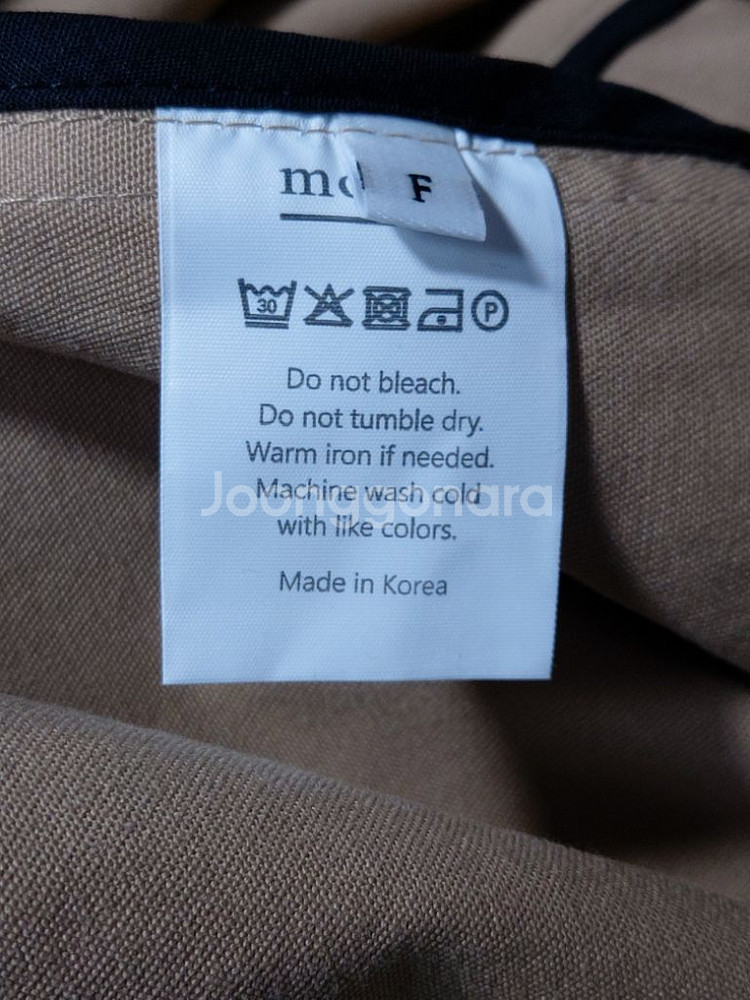 F
30
P
Do not bleach.
Do not tumble dry.
Warm iron if needed.
Machine wash cold
with like colors.
Made in Korea
Joonggonara